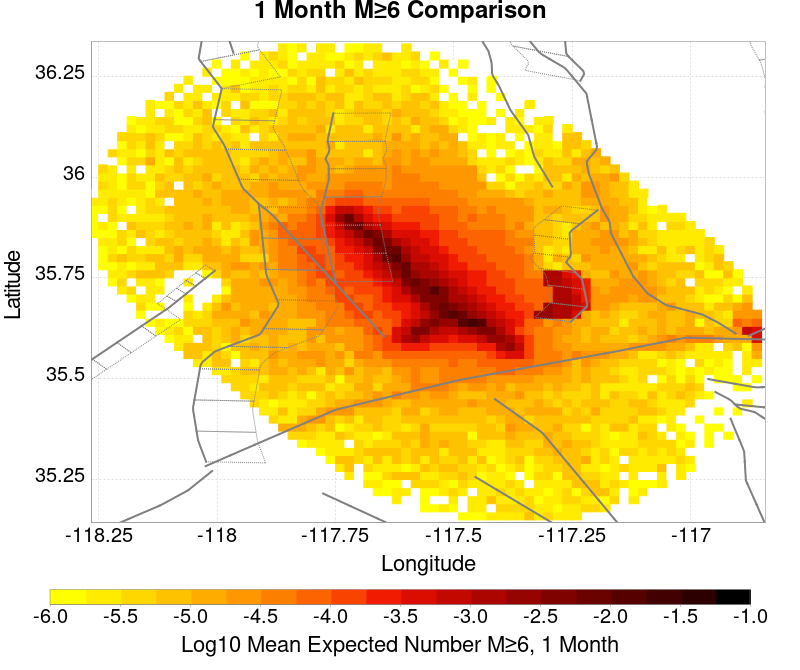 1 Month M≥6 Comparison
36.25
36
35.75
35.5
35.25
Latitude
-118.25 -118 -117.75 -117.5 -117.25 -117
Longitude
-6.0 -5.5 -5.0 -4.5 -4.0 -3.5 -3.0 -2.5 -2.0 -1.5 -1.0
Log10 Mean Expected Number M≥6, 1 Month